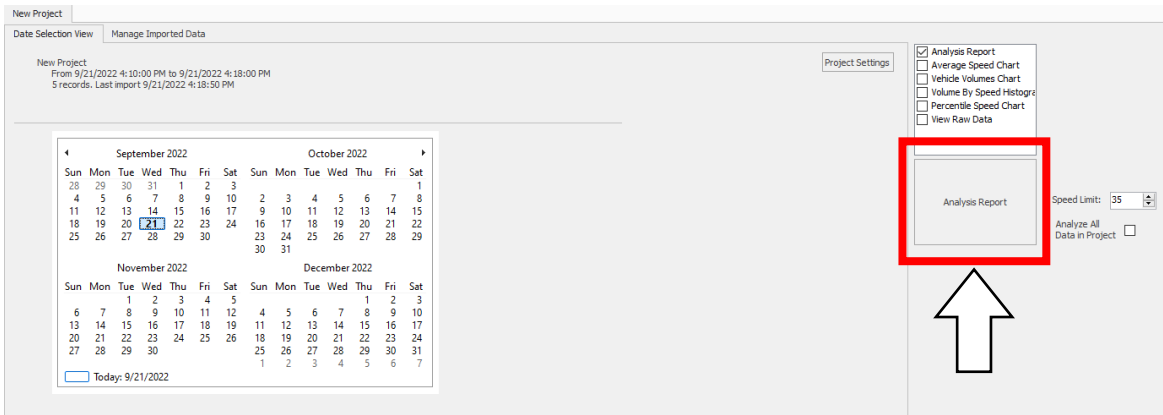 New Project
Date Selection View Manage Imported Data
New Project
From 9/21/2022 4:10:00 PM to 9/21/2022 4:18:00 PM
5 records. Last import 9/21/2022 4:18:50 PM
Project Settings
Analysis Report
Average Speed Chart
Vehicle Volumes Chart
Volume By Speed Histogra
Percentile Speed Chart
View Raw Data
Analysis Report
Speed Limit: 35
Analyze All
Data in Project
September 2022 October 2022
Sun Mon Tue Wed Thu Fri Sat Sun Mon Tue Wed Thu Fri Sat
28 29 30 31 1 2 3 1
4 5 6 7 8 9 10 2 3 4 5 6 7 8
11 12 13 14 15 16 17 9 10 11 12 13 14 15
18 19 20 21 22 23 24 16 17 18 19 20 21 22
25 26 27 28 29 30 23 24 25 26 27 28 29
30 31
November 2022 December 2022
Sun Mon Tue Wed Thu Fri Sat Sun Mon Tue Wed Thu Fri Sat
1 2 3 4 5 1 2 3
6 7 8 9 10 11 12 4 5 6 7 8 9 10
13 14 15 16 17 18 19 11 12 13 14 15 16 17
20 21 22 23 24 25 26 18 19 20 21 22 23 24
27 28 29 30 25 26 27 28 29 30 31
1 2 3 4 5 6 7
Today: 9/21/2022